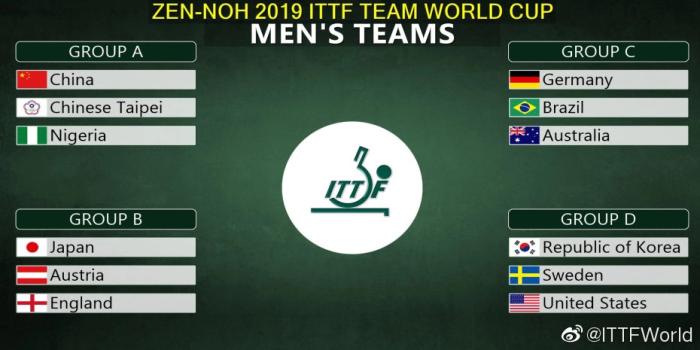 ZEN-NOH 2019 ITTF TEAM WORLD CUP
MEN'S TEAMS
GROUP A
China
Chinese Taipei
Nigeria
GROUP B
Japan
Austria
England
ITTF
GROUP C
Germany
Brazil
Australia
GROUP D
Republic of Korea
Sweden
United States
@ITTFWorld